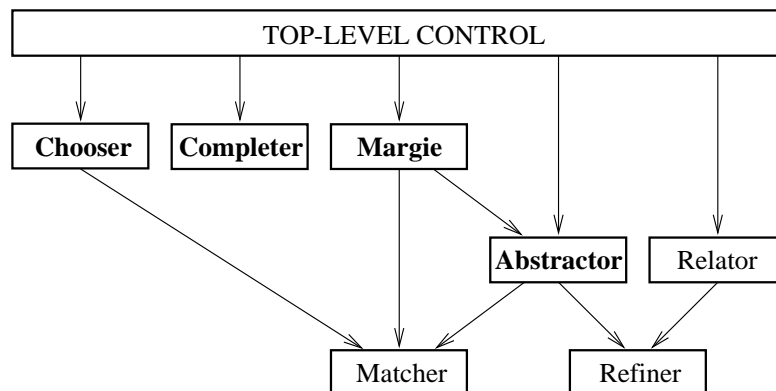 TOP-LEVEL CONTROL
Chooser Completer Margie
Abstractor Relator
Matcher Refiner